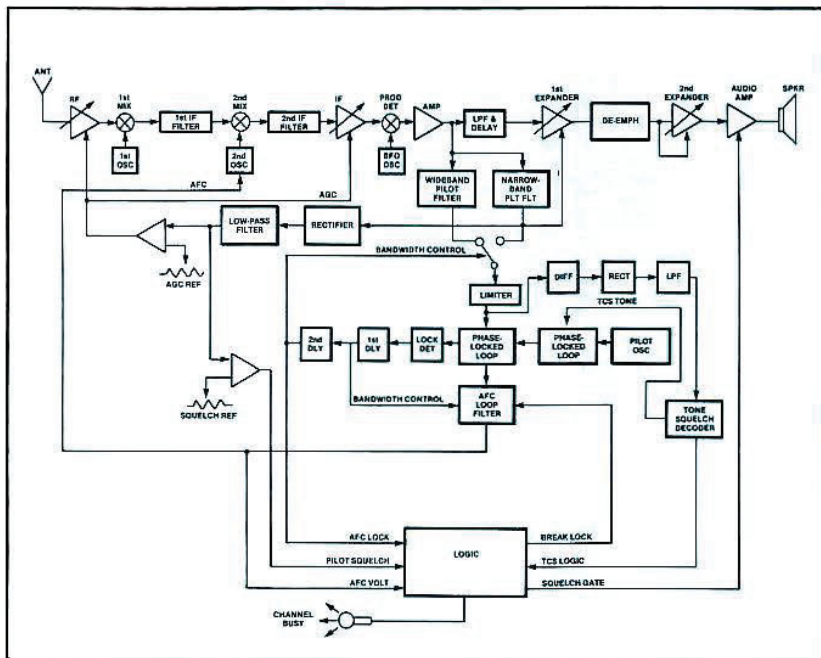 ANT
RF
1st MIX
1st IF FILTER
2nd MIX
2nd IF FILTER
IF
PROD DET
AMP
LPF & DELAY
1st EXPANDER
DE-EMPH
2nd EXPANDER
AUDIO AMP
SPKR
1st OSC
2nd OSC
BFO OSC
AFC
AGC
WIDEBAND PILOT FILTER
NARROW-BAND PLT FLT
LOW-PASS FILTER
RECTIFIER
BANDWIDTH CONTROL
AGC REF
LIMITER
DIFF
RECT
LPF
TCS TONE
2nd DLY
1st DLY
LOCK DET
PHASE-LOCKED LOOP
PHASE-LOCKED LOOP
PILOT OSC
SQUELCH REF
BANDWIDTH CONTROL
AFC LOOP FILTER
TONE SQUELCH DECODER
AFC LOCK
BREAK LOCK
LOGIC
PILOT SQUELCH
TCS LOGIC
AFC VOLT
SQUELCH GATE
CHANNEL BUSY